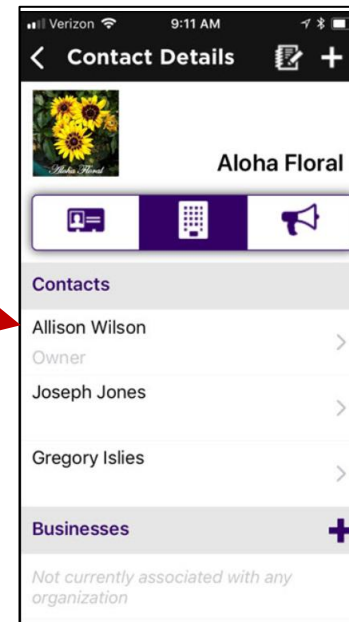 Verizon 9:11 AM
Contact Details
Aloha Floral
Aloha Floral
Contacts
Allison Wilson
Owner
Joseph Jones
Gregory Islies
Businesses
Not currently associated with any
organization